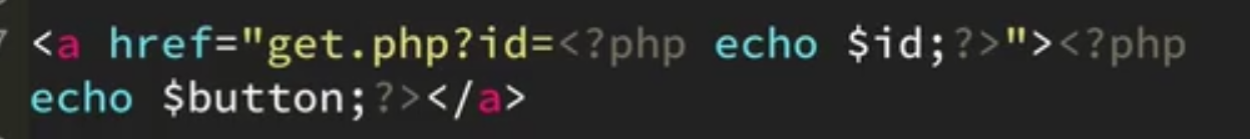 <a href="get.php?id=<?php echo $id;?>"><?php
echo $button;?></a>